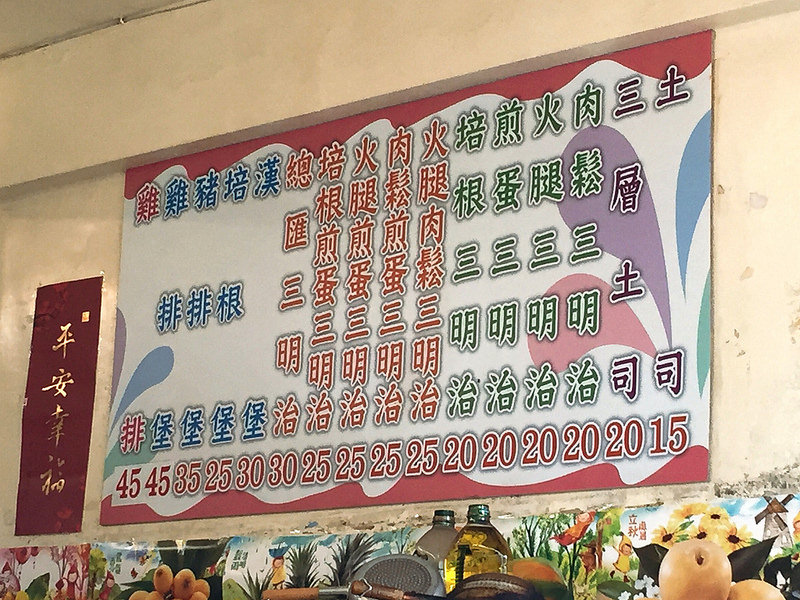 土司15
三層土司20
肉鬆三明治20
火腿三明治20
煎蛋三明治20
培根三明治20
火腿肉鬆三明治25
肉鬆煎蛋三明治25
火腿煎蛋三明治25
培根煎蛋三明治25
總匯三明治30
漢堡30
培根堡25
豬排堡35
雞排堡45
雞排45
平安幸福
立秋